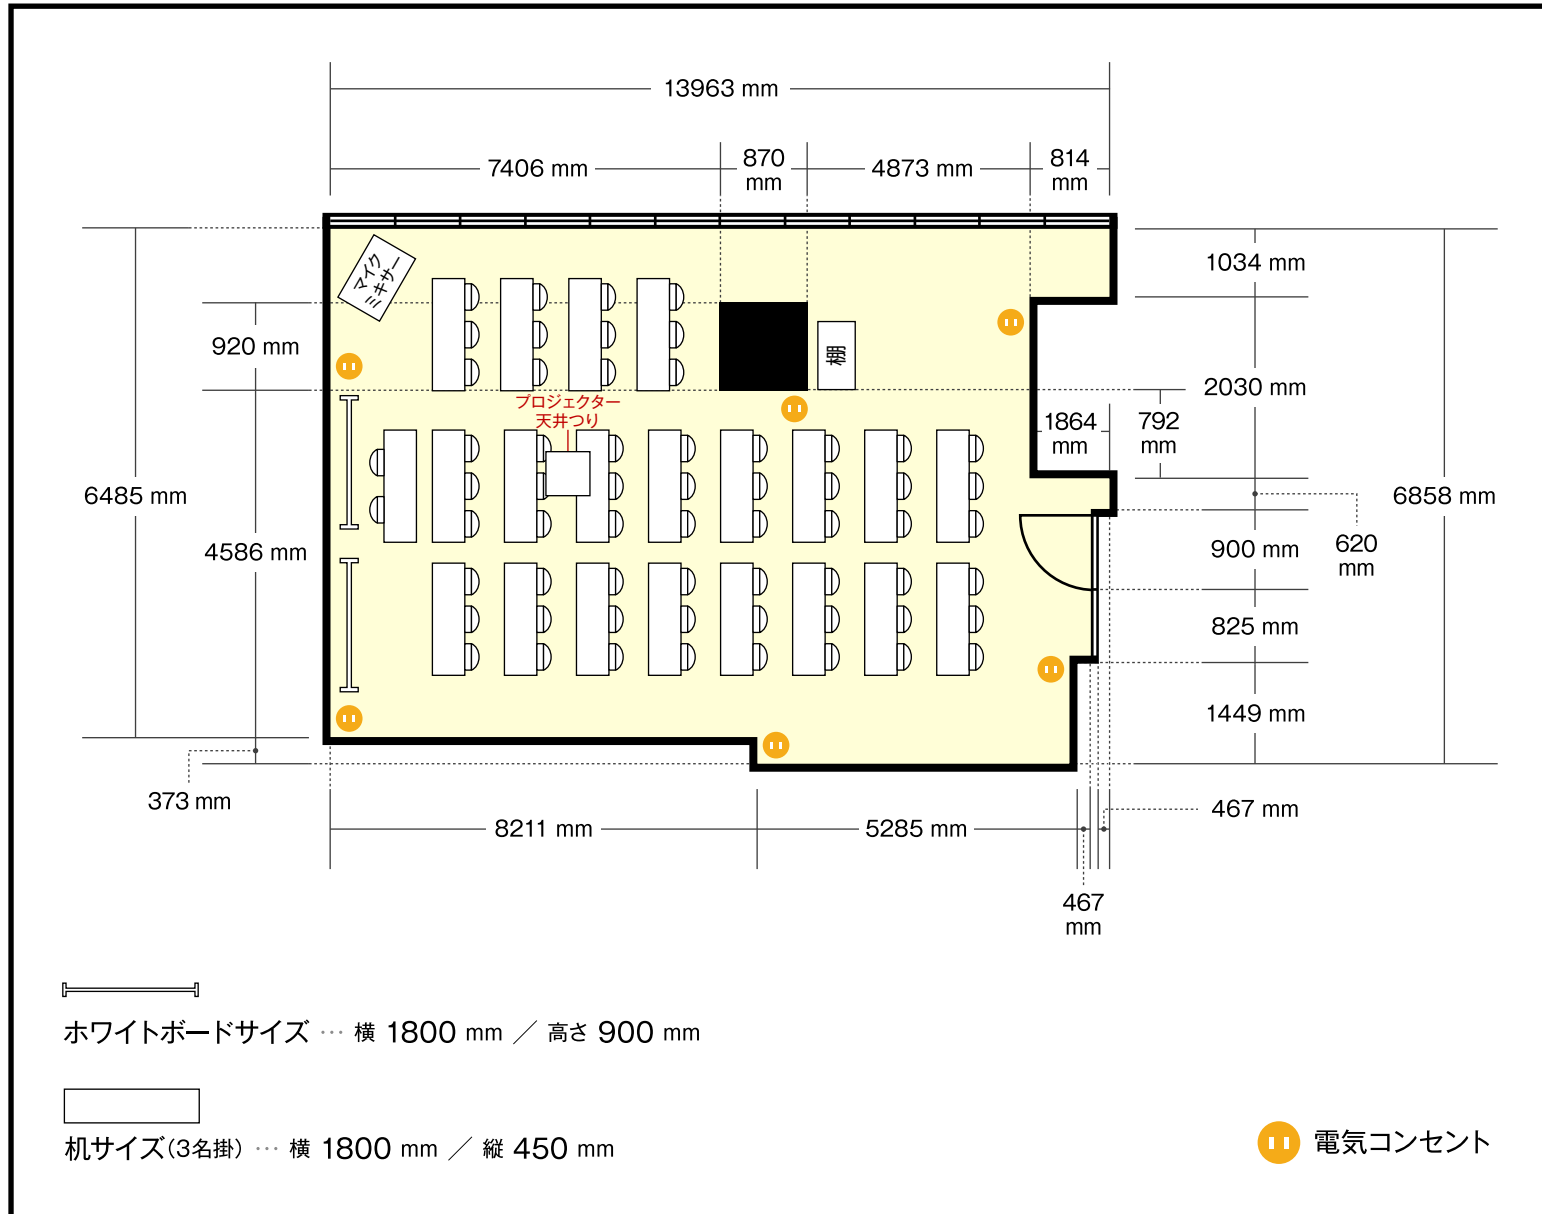 13963 mm
7406 mm
870
mm
4873 mm
814
mm
マイク
ミキサー
1034 mm
920 mm
棚
プロジェクター
天井つり
2030 mm
1864
mm
792
mm
6485 mm
6858 mm
4586 mm
900 mm
620
mm
825 mm
1449 mm
373 mm
8211 mm
5285 mm
467 mm
467
mm
ホワイトボードサイズ … 横 1800 mm ／ 高さ 900 mm
机サイズ(3名掛) … 横 1800 mm ／ 縦 450 mm
電気コンセント